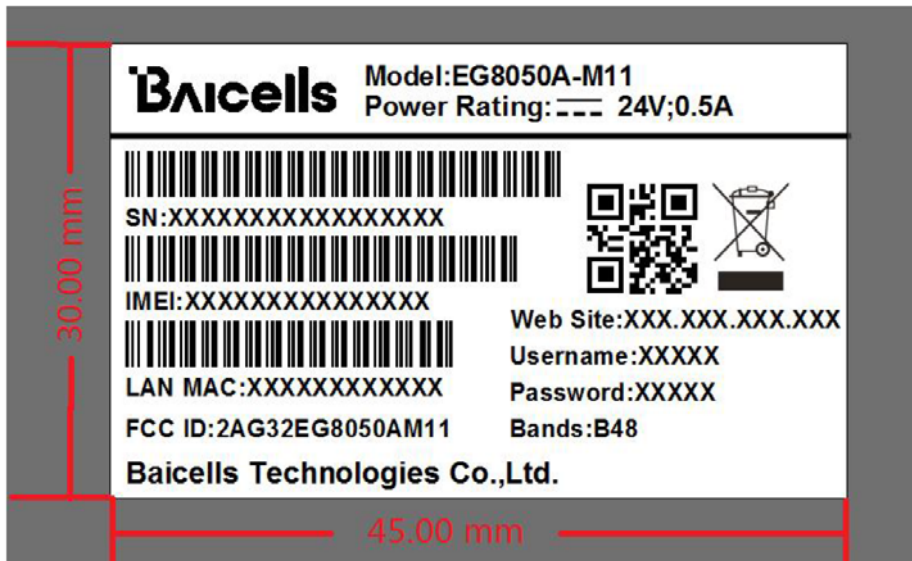 Baicells
Model:EG8050A-M11
Power Rating: 24V;0.5A
SN:XXXXXXXXXXXXXXXXX
IMEI:XXXXXXXXXXXXXXX
LAN MAC:XXXXXXXXXXXX
FCC ID:2AG32EG8050AM11
Web Site:XXX.XXX.XXX.XXX
Username:XXXXX
Password:XXXXX
Bands:B48
Baicells Technologies Co.,Ltd.
30.00 mm
45.00 mm